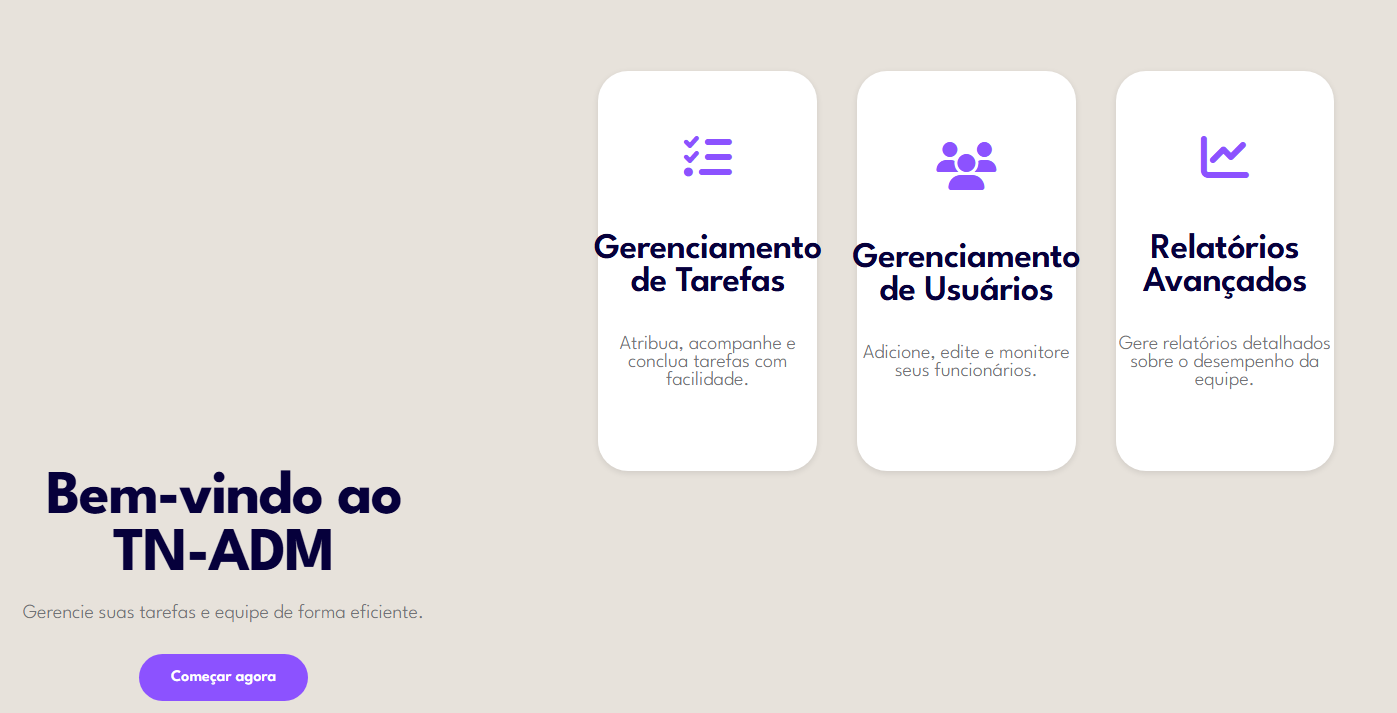 Gerenciamento
de Tarefas
Atribua, acompanhe e
conclua tarefas com
facilidade.
Gerenciamento
de Usuários
Adicione, edite e monitore
seus funcionários.
Relatórios
Avançados
Gere relatórios detalhados
sobre o desempenho da
equipe.
Bem-vindo ao
TN-ADM
Gerencie suas tarefas e equipe de forma eficiente.
Começar agora